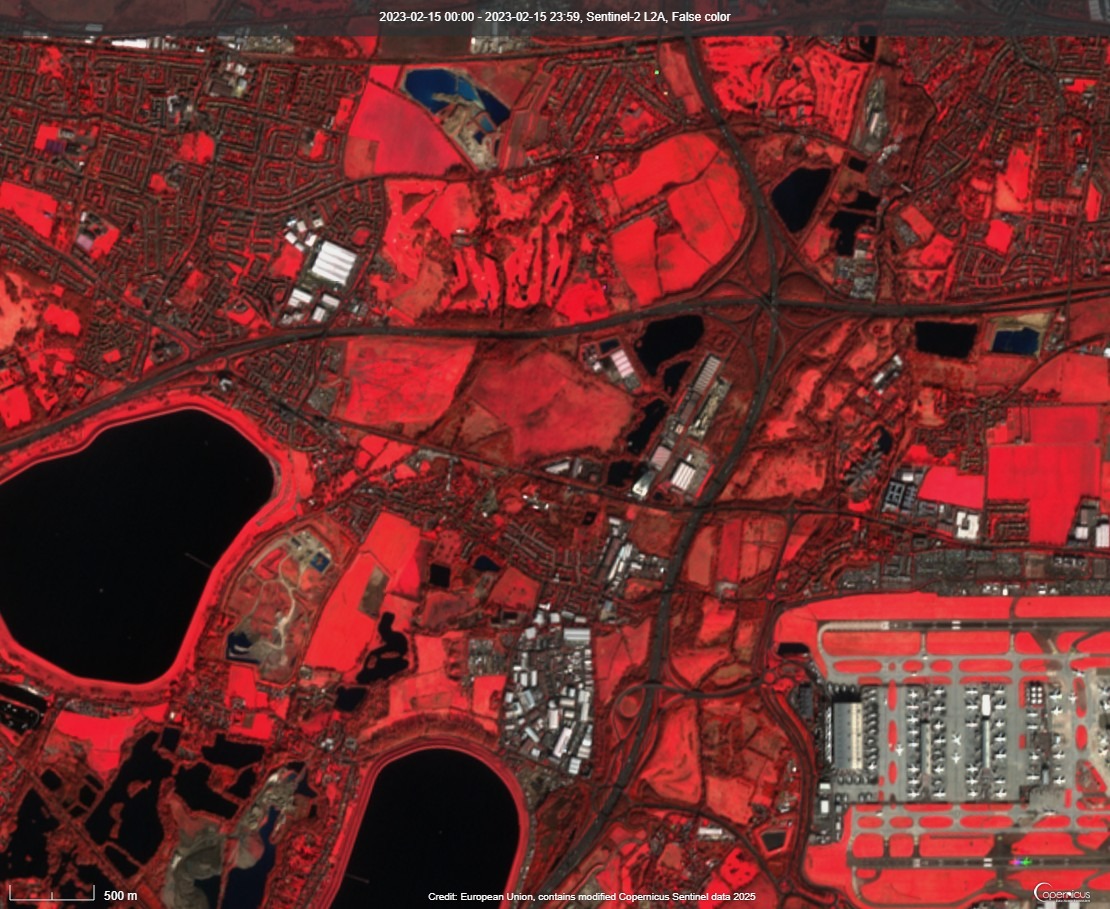 2023-02-15 00:00 - 2023-02-15 23:59, Sentinel-2 L2A, False color
500 m
Credit: European Union, contains modified Copernicus Sentinel data 2025
Copernicus